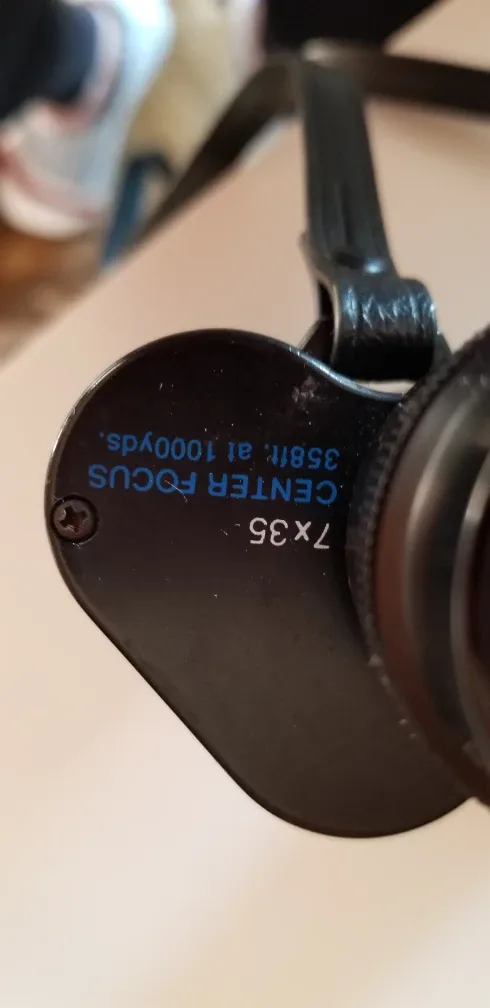 7x35
CENTER FOCUS
358ft. at 1000yds.